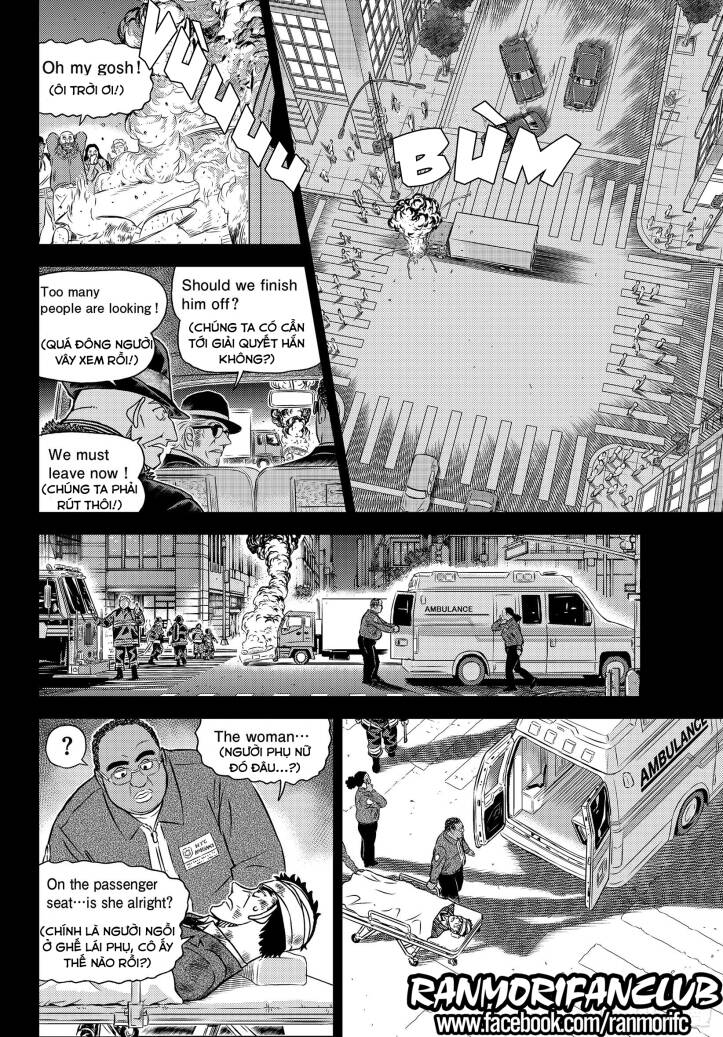 Oh my gosh!
(ÔI TRỜI ƠI!)
VÙUUUU
BÙM
Should we finish
him off?
(CHÚNG TA CÓ CẦN
TỚI GIẢI QUYẾT HẮN
KHÔNG?)
Too many
people are looking!
(QUÁ ĐÔNG NGƯỜI
VÂY XEM RỒI!)
We must
leave now!
(CHÚNG TA PHẢI
RÚT THÔI!)
AMBULANCE
?
The woman…
(NGƯỜI PHỤ NỮ
ĐÓ ĐÂU...?)
On the passenger
seat…is she alright?
(CHÍNH LÀ NGƯỜI NGỒI
Ở GHẾ LÁI PHỤ, CÔ ẤY
THẾ NÀO RỒI?)
AMBULANCE
RANMORIFANCLUB
www.facebook.com/ranmorifc